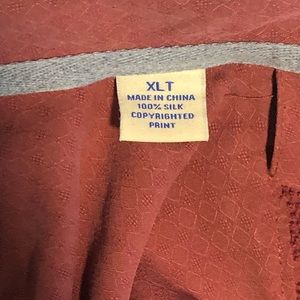 XLT
MADE IN CHINA
100% SILK
COPYRIGHTED
PRINT